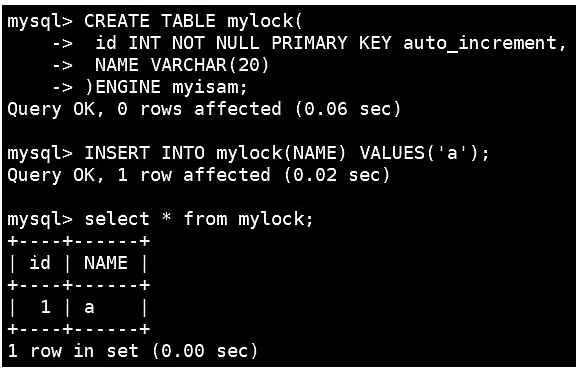 mysql> CREATE TABLE mylock(
    ->  id INT NOT NULL PRIMARY KEY auto_increment,
    ->  NAME VARCHAR(20)
    -> )ENGINE myisam;
Query OK, 0 rows affected (0.06 sec)

mysql> INSERT INTO mylock(NAME) VALUES('a');
Query OK, 1 row affected (0.02 sec)

mysql> select * from mylock;
+----+------+
| id | NAME |
+----+------+
|  1 | a    |
+----+------+
1 row in set (0.00 sec)